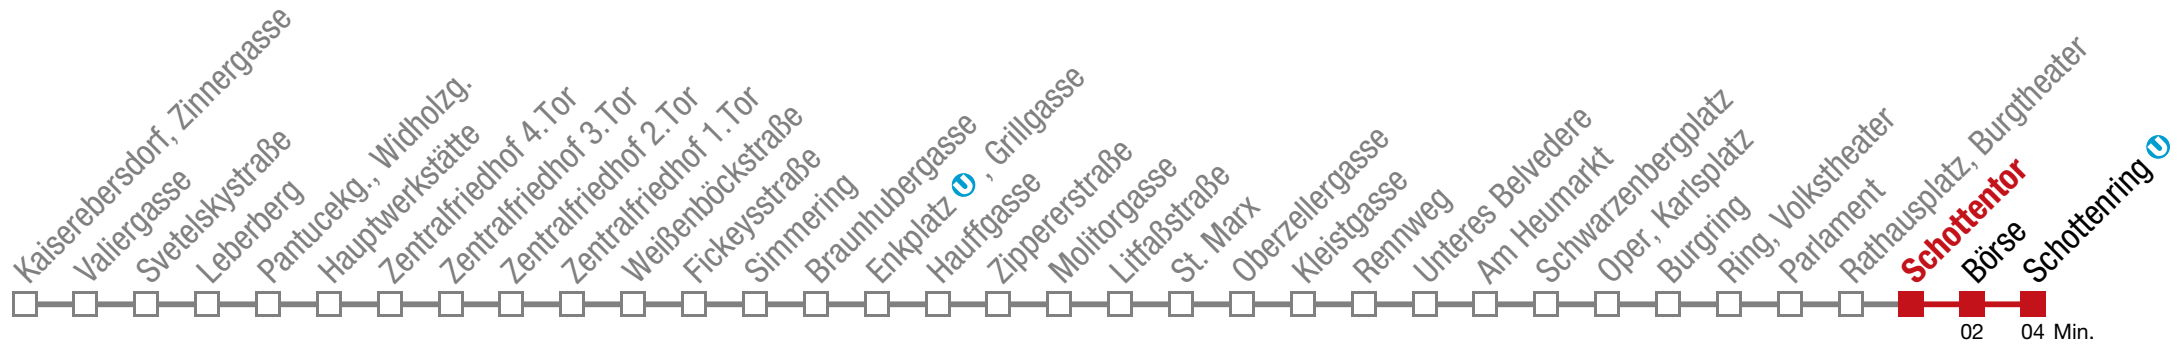 Kaiserebersdorf, Zinnergasse
Valiergasse
Svetelskystraße
Leberberg
Pantucekg., Widholzg.
Hauptwerkstätte
Zentralfriedhof 4.Tor
Zentralfriedhof 3.Tor
Zentralfriedhof 2.Tor
Zentralfriedhof 1.Tor
Weißenböckstraße
Fickeysstraße
Simmering
Braunhubergasse
Enkplatz U , Grillgasse
Hauffgasse
Zippererstraße
Molitorgasse
Litfaßstraße
St. Marx
Oberzellergasse
Kleistgasse
Rennweg
Unteres Belvedere
Am Heumarkt
Schwarzenbergplatz
Oper, Karlsplatz
Burgring
Ring, Volkstheater
Parlament
Rathausplatz, Burgtheater
Schottentor
Börse
Schottenring U
02 04 Min.